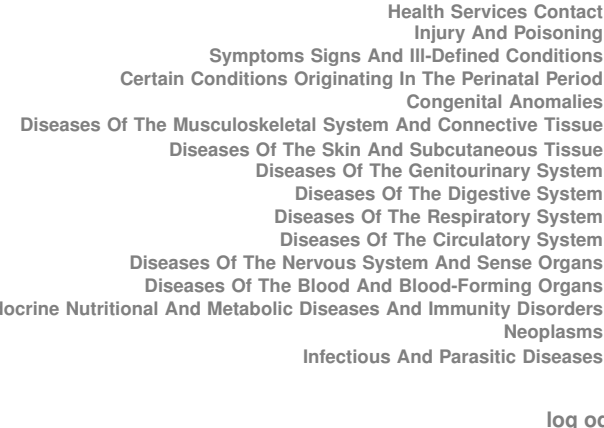 Health Services Contact
Injury And Poisoning
Symptoms Signs And Ill-Defined Conditions
Certain Conditions Originating In The Perinatal Period
Congenital Anomalies
Diseases Of The Musculoskeletal System And Connective Tissue
Diseases Of The Skin And Subcutaneous Tissue
Diseases Of The Genitourinary System
Diseases Of The Digestive System
Diseases Of The Respiratory System
Diseases Of The Circulatory System
Diseases Of The Nervous System And Sense Organs
Diseases Of The Blood And Blood-Forming Organs
Nutritional And Metabolic Diseases And Immunity Disorders
Neoplasms
Infectious And Parasitic Diseases
log